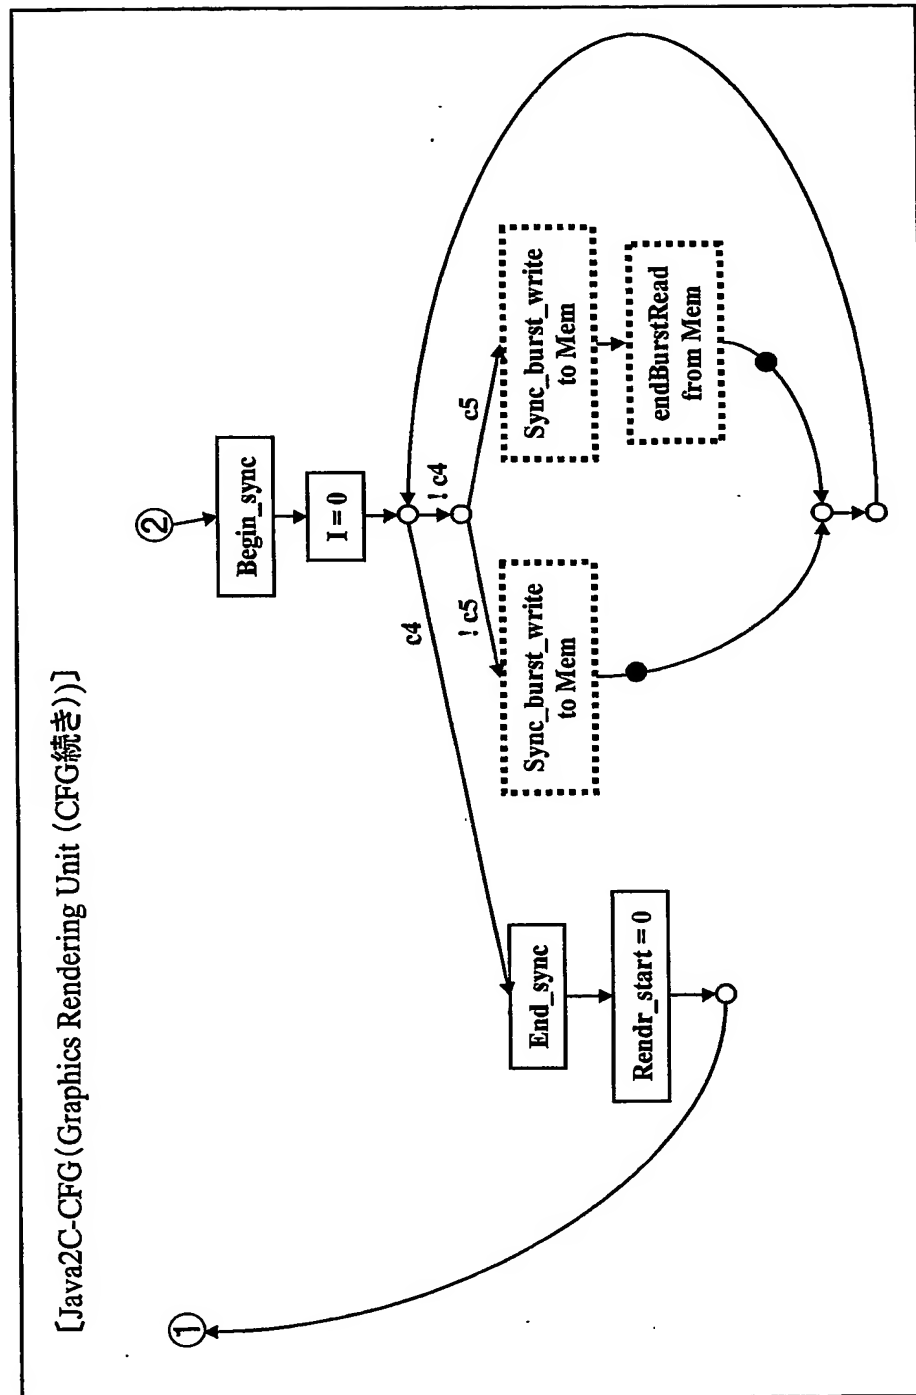 [Java2C-CFG(Graphics Rendering Unit (CFG続き))]
①
②
Begin_sync
I = 0
c4
! c4
! c5
c5
Sync_burst_write
to Mem
Sync_burst_write
to Mem
endBurstRead
from Mem
End_sync
Rendr_start = 0